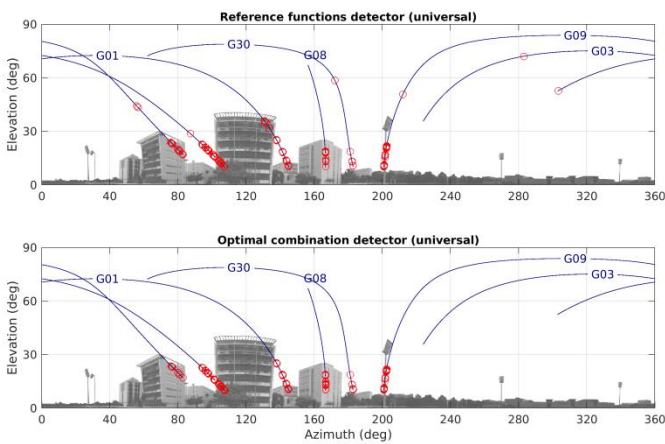 Reference functions detector (universal)
Elevation (deg)
90
60
30
0
G01
G30
G08
G09
G03
0 40 80 120 160 200 240 280 320 360
Optimal combination detector (universal)
Elevation (deg)
90
60
30
0
G01
G30
G08
G09
G03
0 40 80 120 160 200 240 280 320 360
Azimuth (deg)